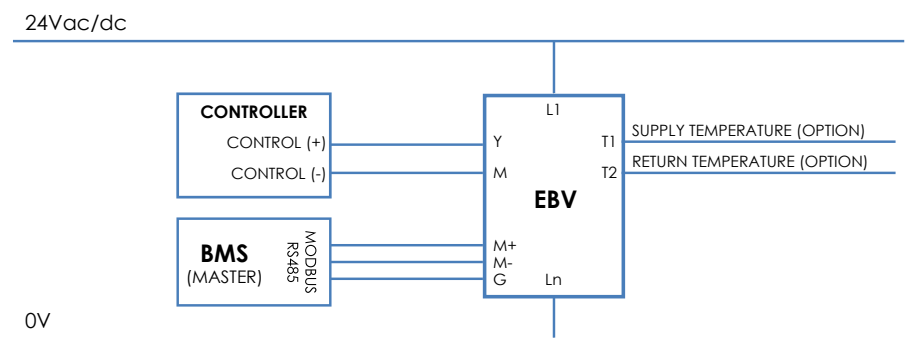 24Vac/dc
CONTROLLER
CONTROL (+)
CONTROL (-)
BMS
(MASTER)
MODBUS
RS485
L1
Y
M
T1
T2
EBV
M+
M-
G
Ln
SUPPLY TEMPERATURE (OPTION)
RETURN TEMPERATURE (OPTION)
0V